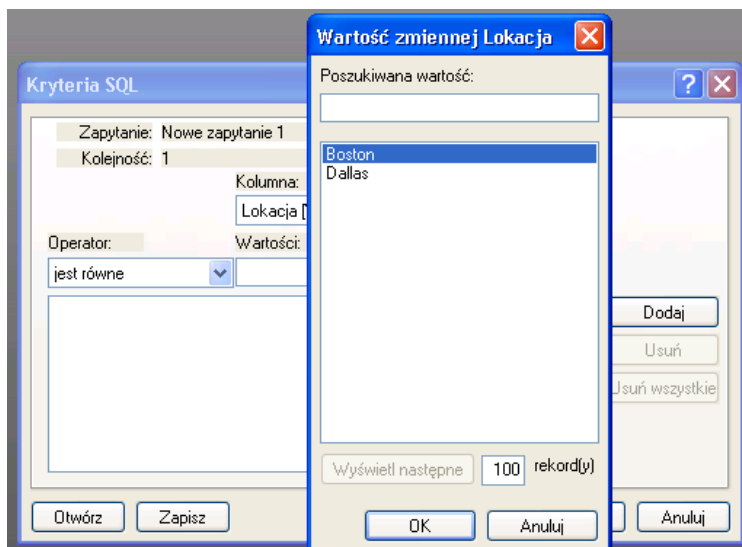 Kryteria SQL
Zapytanie: Nowe zapytanie 1
Kolejność: 1
Kolumna:
Lokacja [
Operator:
Wartości:
jest równe
Dodaj
Usuń
Usuń wszystkie
Otwórz
Zapisz
Anuluj
Wartość zmiennej Lokacja
Poszukiwana wartość:
Boston
Dallas
Wyświetl następne
100
rekord(y)
OK
Anuluj